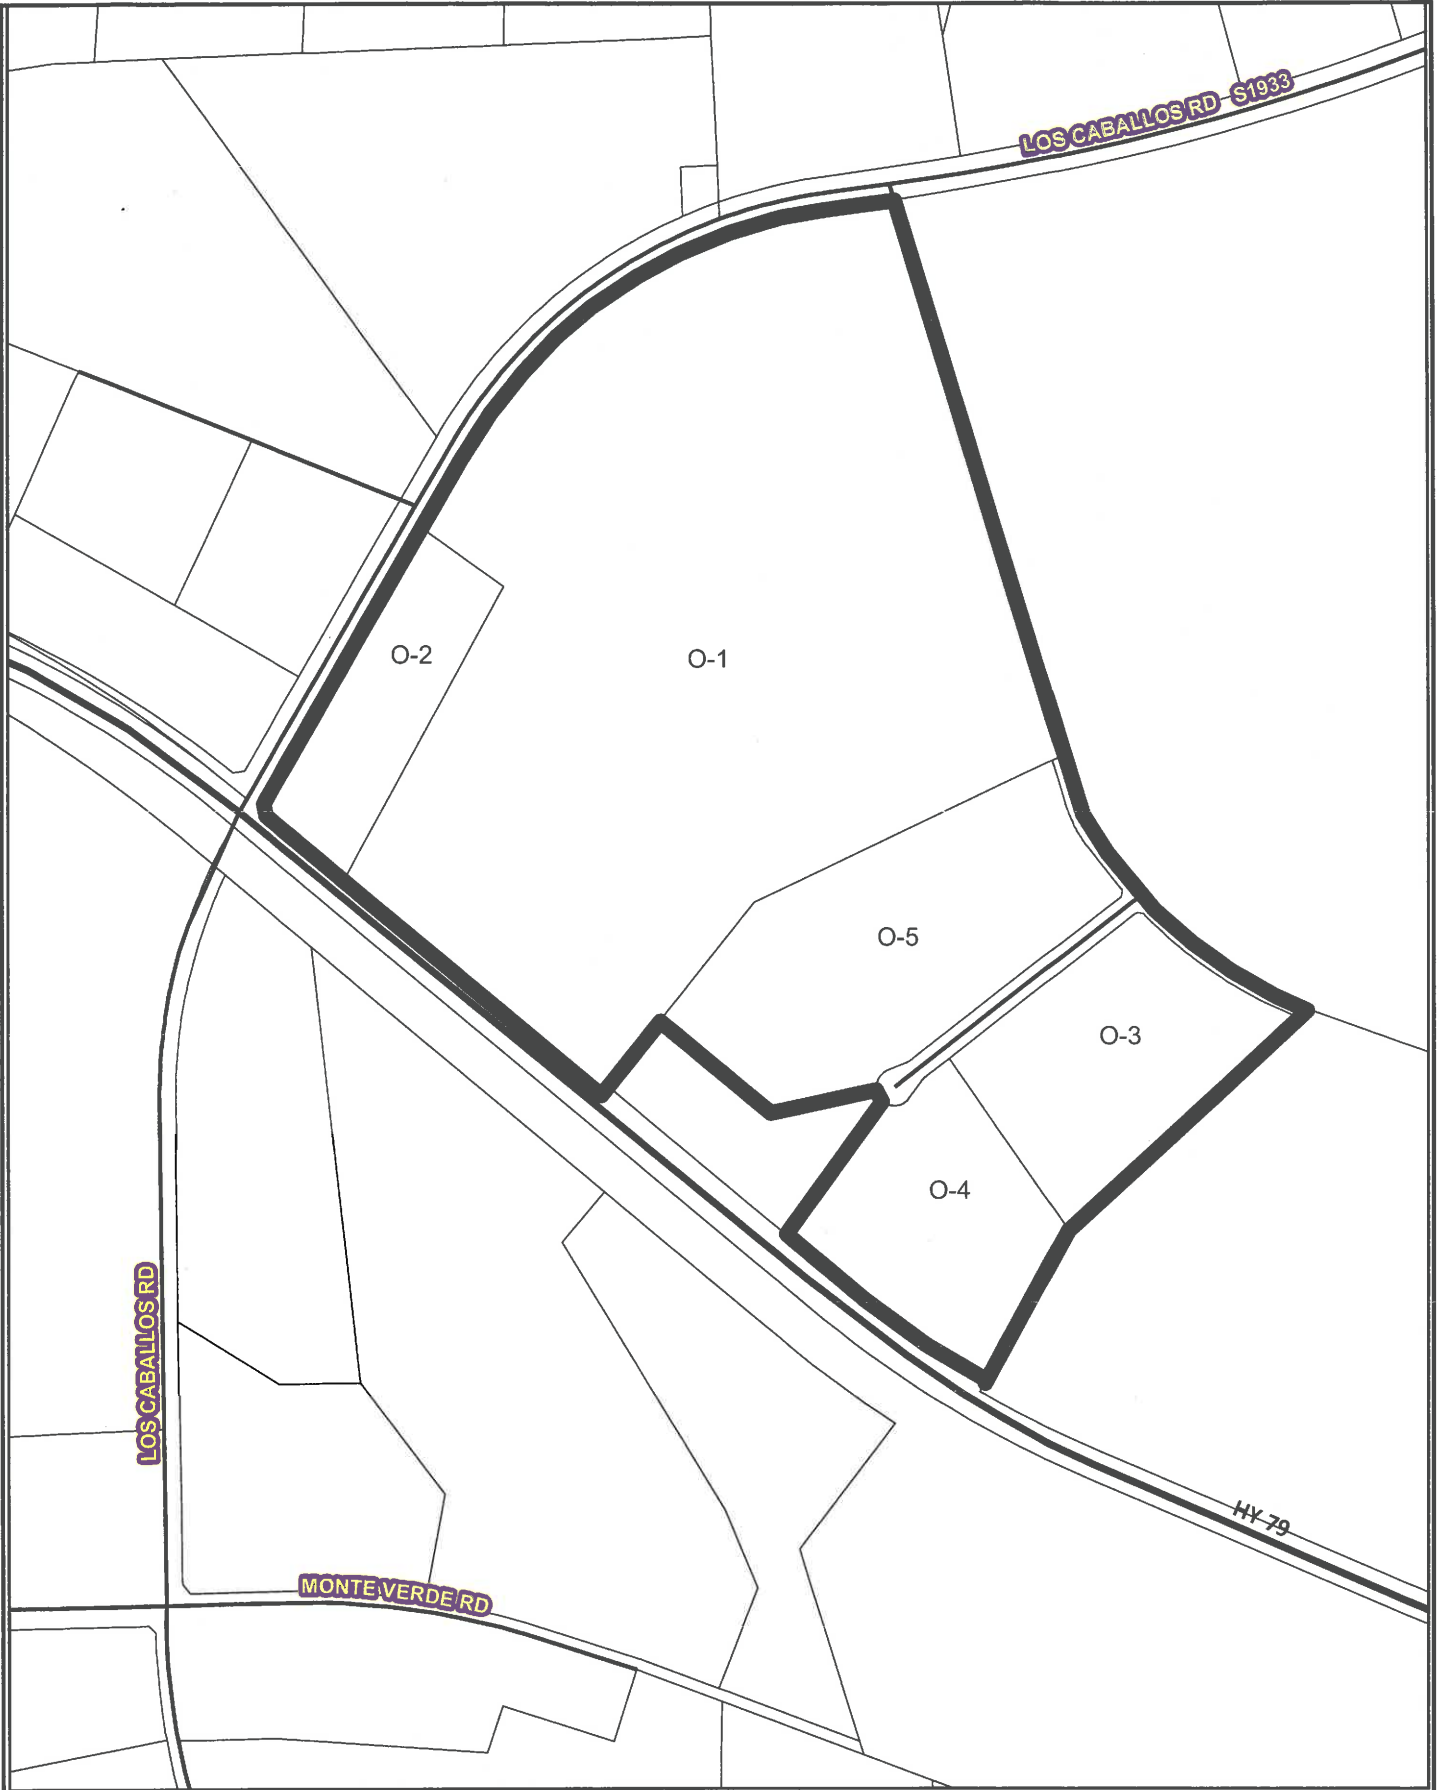 LOS CABALLOS RD S1933
O-2
O-1
O-5
O-3
O-4
LOS CABALLOS RD
HY 79
MONTE VERDE RD